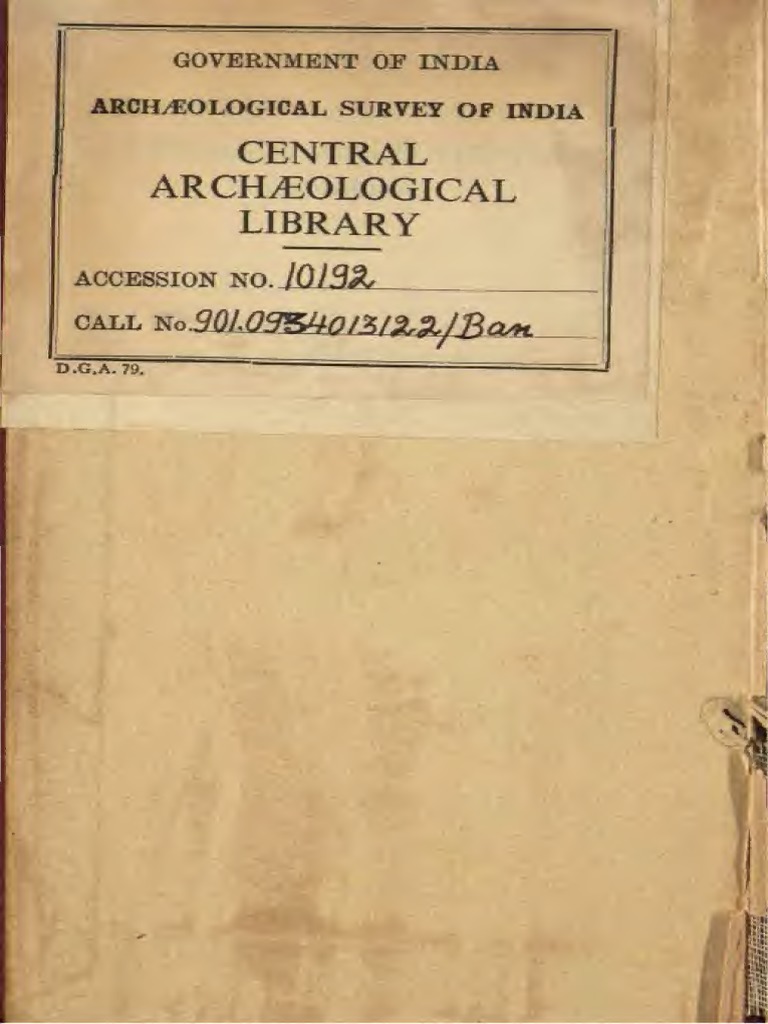 GOVERNMENT OF INDIA
ARCHÆOLOGICAL SURVEY OF INDIA
CENTRAL
ARCHÆOLOGICAL
LIBRARY
ACCESSION NO. 10192
CALL No. 901.0934013122/Ban
D.G.A. 79.